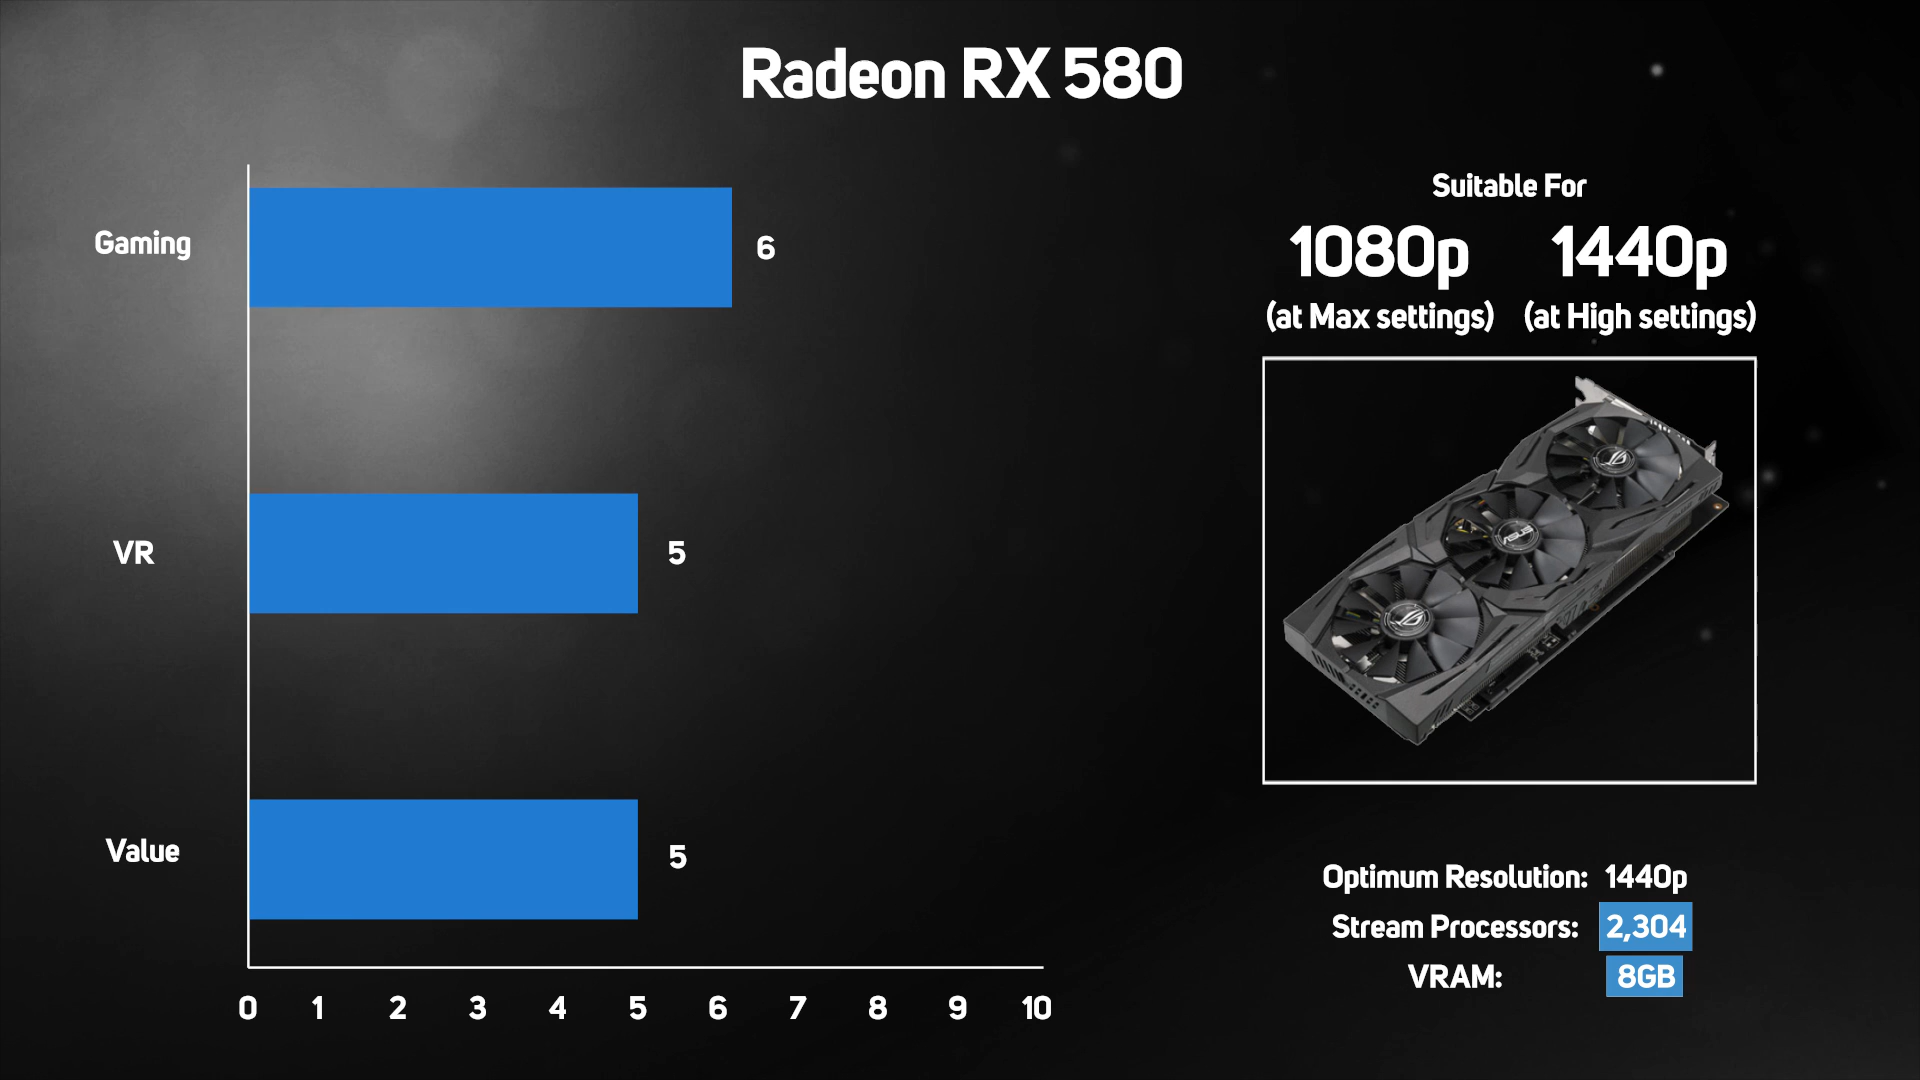 Radeon RX 580
Gaming
6
VR
5
Value
5
0 1 2 3 4 5 6 7 8 9 10
Suitable For
1080p 1440p
(at Max settings) (at High settings)
ASUS
Optimum Resolution: 1440p
Stream Processors: 2,304
VRAM: 8GB